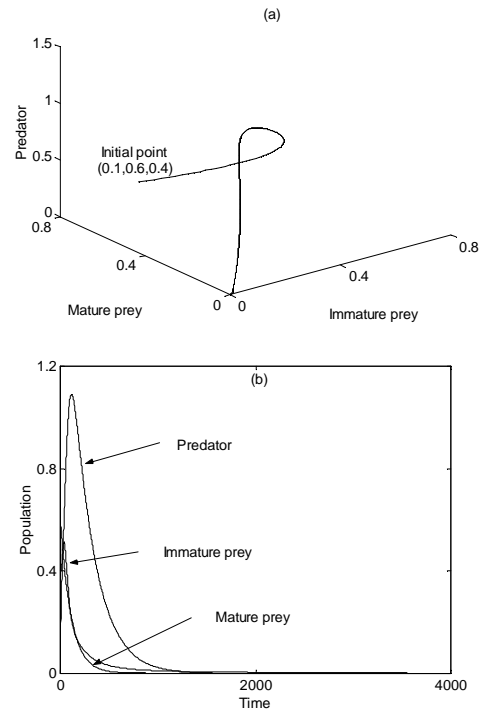 (a)
1.5
1
0.5
0
Predator
Initial point
(0.1,0.6,0.4)
0.8
0.4
0
Mature prey
0
0.4
0.8
Immature prey
(b)
1.2
0.8
0.4
0
Population
Predator
Immature prey
Mature prey
0
2000
4000
Time